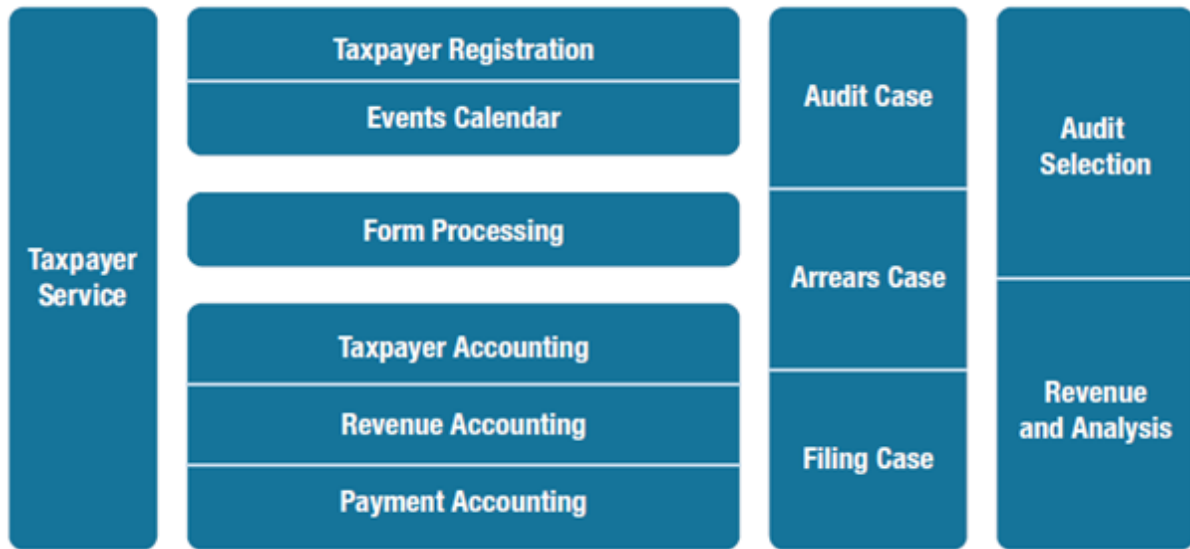 Taxpayer
Service
Taxpayer Registration
Events Calendar
Form Processing
Taxpayer Accounting
Revenue Accounting
Payment Accounting
Audit Case
Arrears Case
Filing Case
Audit
Selection
Revenue
and Analysis